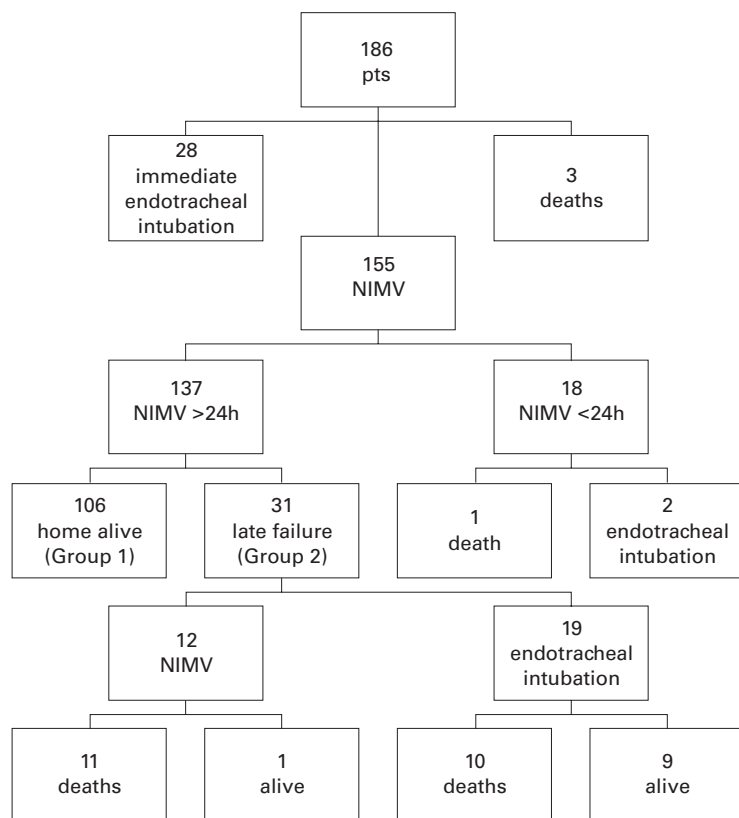 186
pts
28
immediate
endotracheal
intubation
3
deaths
155
NIMV
137
NIMV >24h
18
NIMV <24h
106
home alive
(Group 1)
31
late failure
(Group 2)
1
death
2
endotracheal
intubation
12
NIMV
19
endotracheal
intubation
11
deaths
1
alive
10
deaths
9
alive